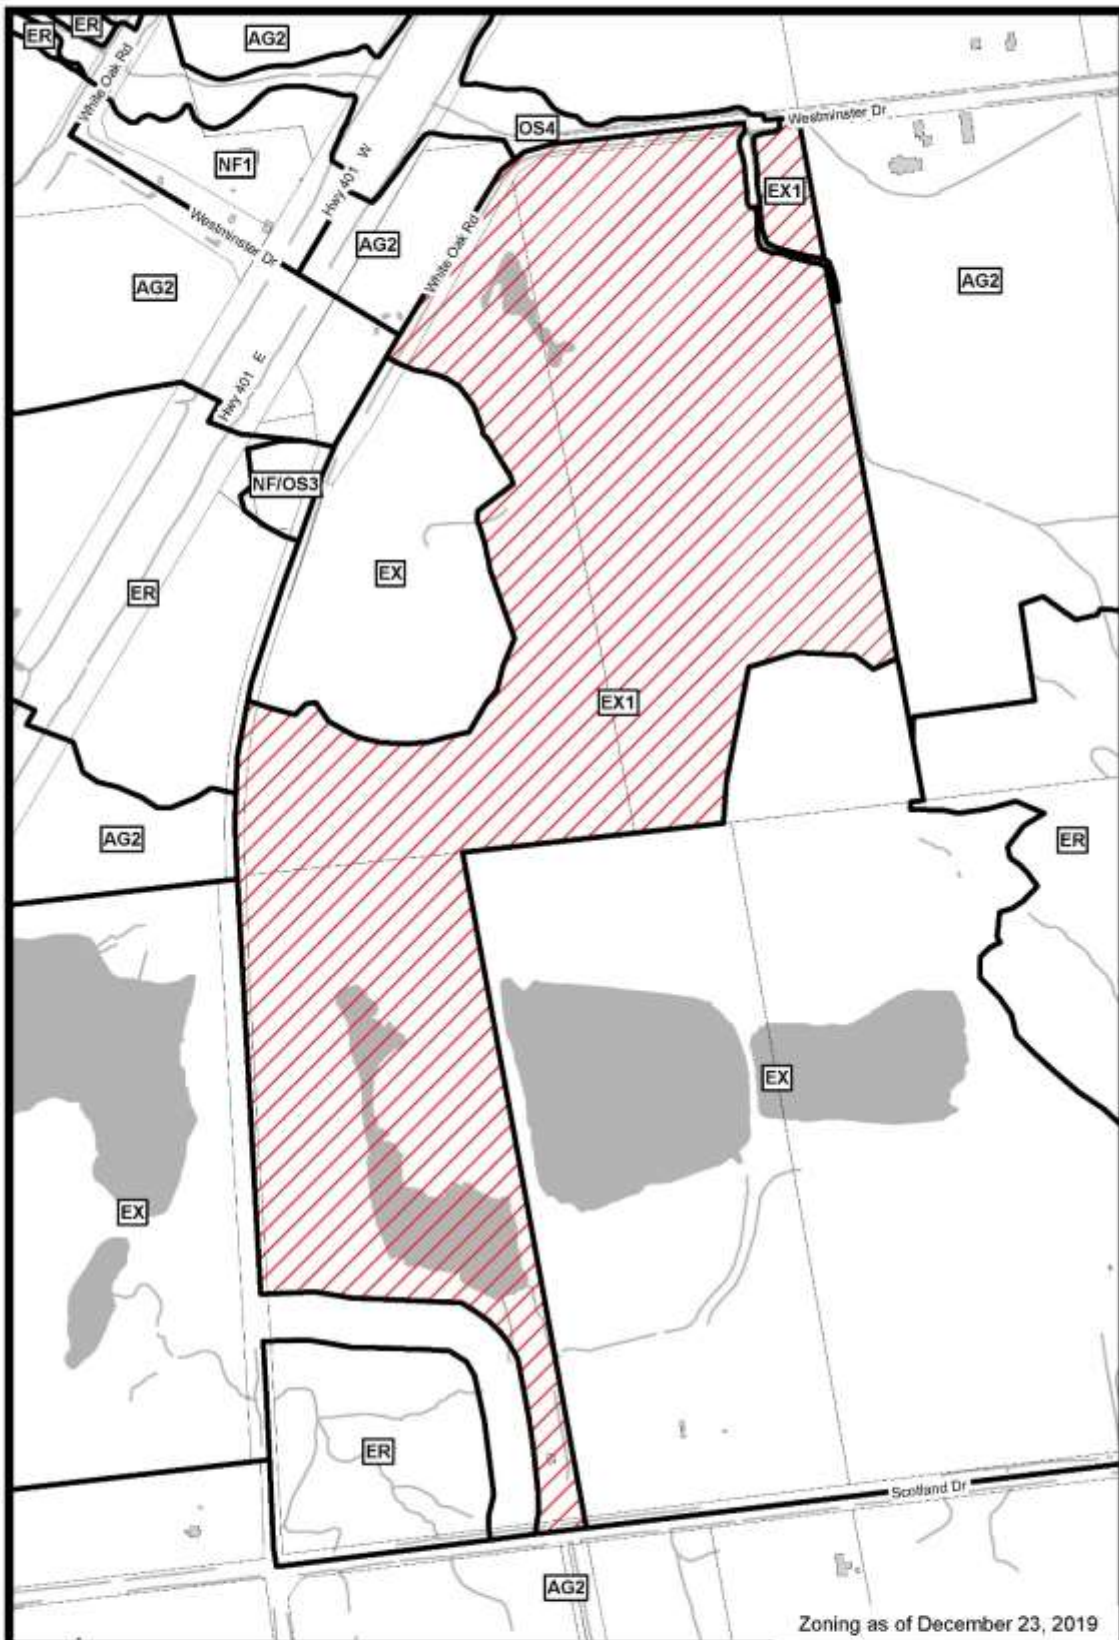 ER
ER
AG2
White Oak Rd
Westminster Dr
OS4
NF1
Hwy 401 W
EX1
Westminster Dr
AG2
White Oak Rd
AG2
AG2
Hwy 401 E
NF/OS3
EX
ER
EX1
AG2
ER
EX
EX
ER
Scotland Dr
AG2
Zoning as of December 23, 2019